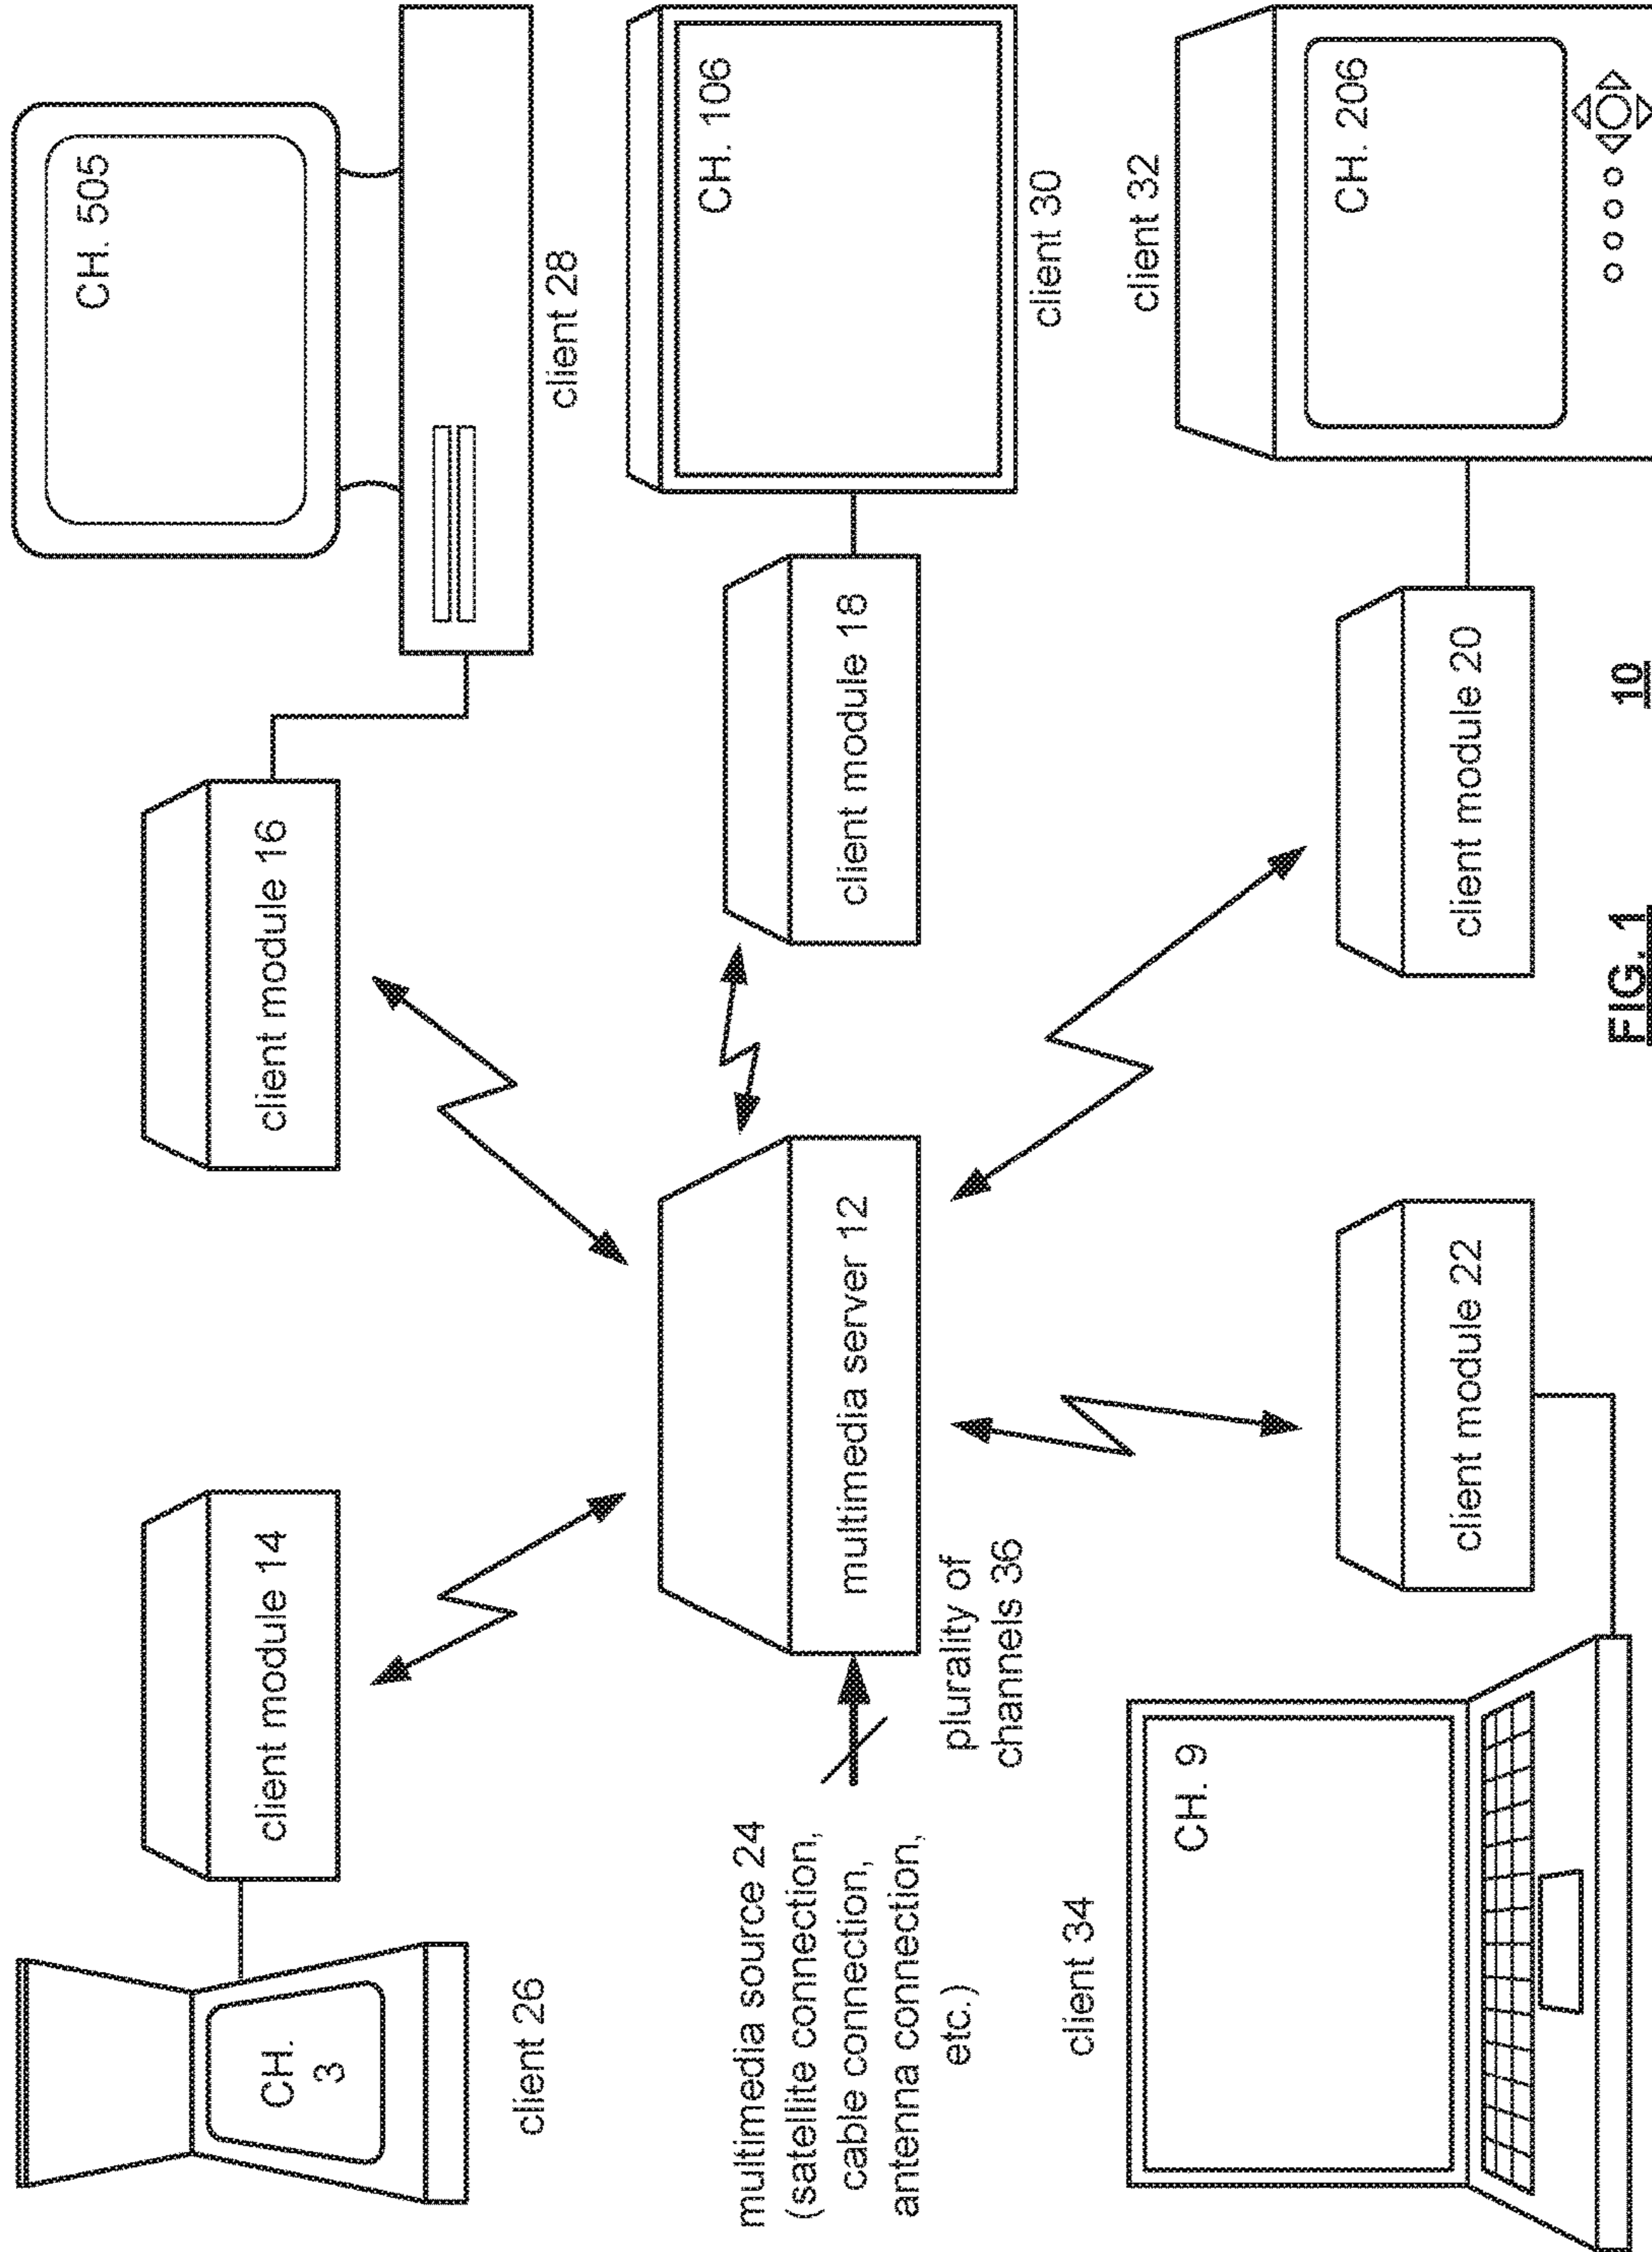 CH.
3
client 26
client module 14
client module 16
CH. 505
client 28
multimedia source 24
(satellite connection,
cable connection,
antenna connection,
etc.)
multimedia server 12
plurality of
channels 36
client module 18
CH. 106
client 30
client 34
CH. 9
client module 22
client module 20
client 32
CH. 206
FIG. 1
10